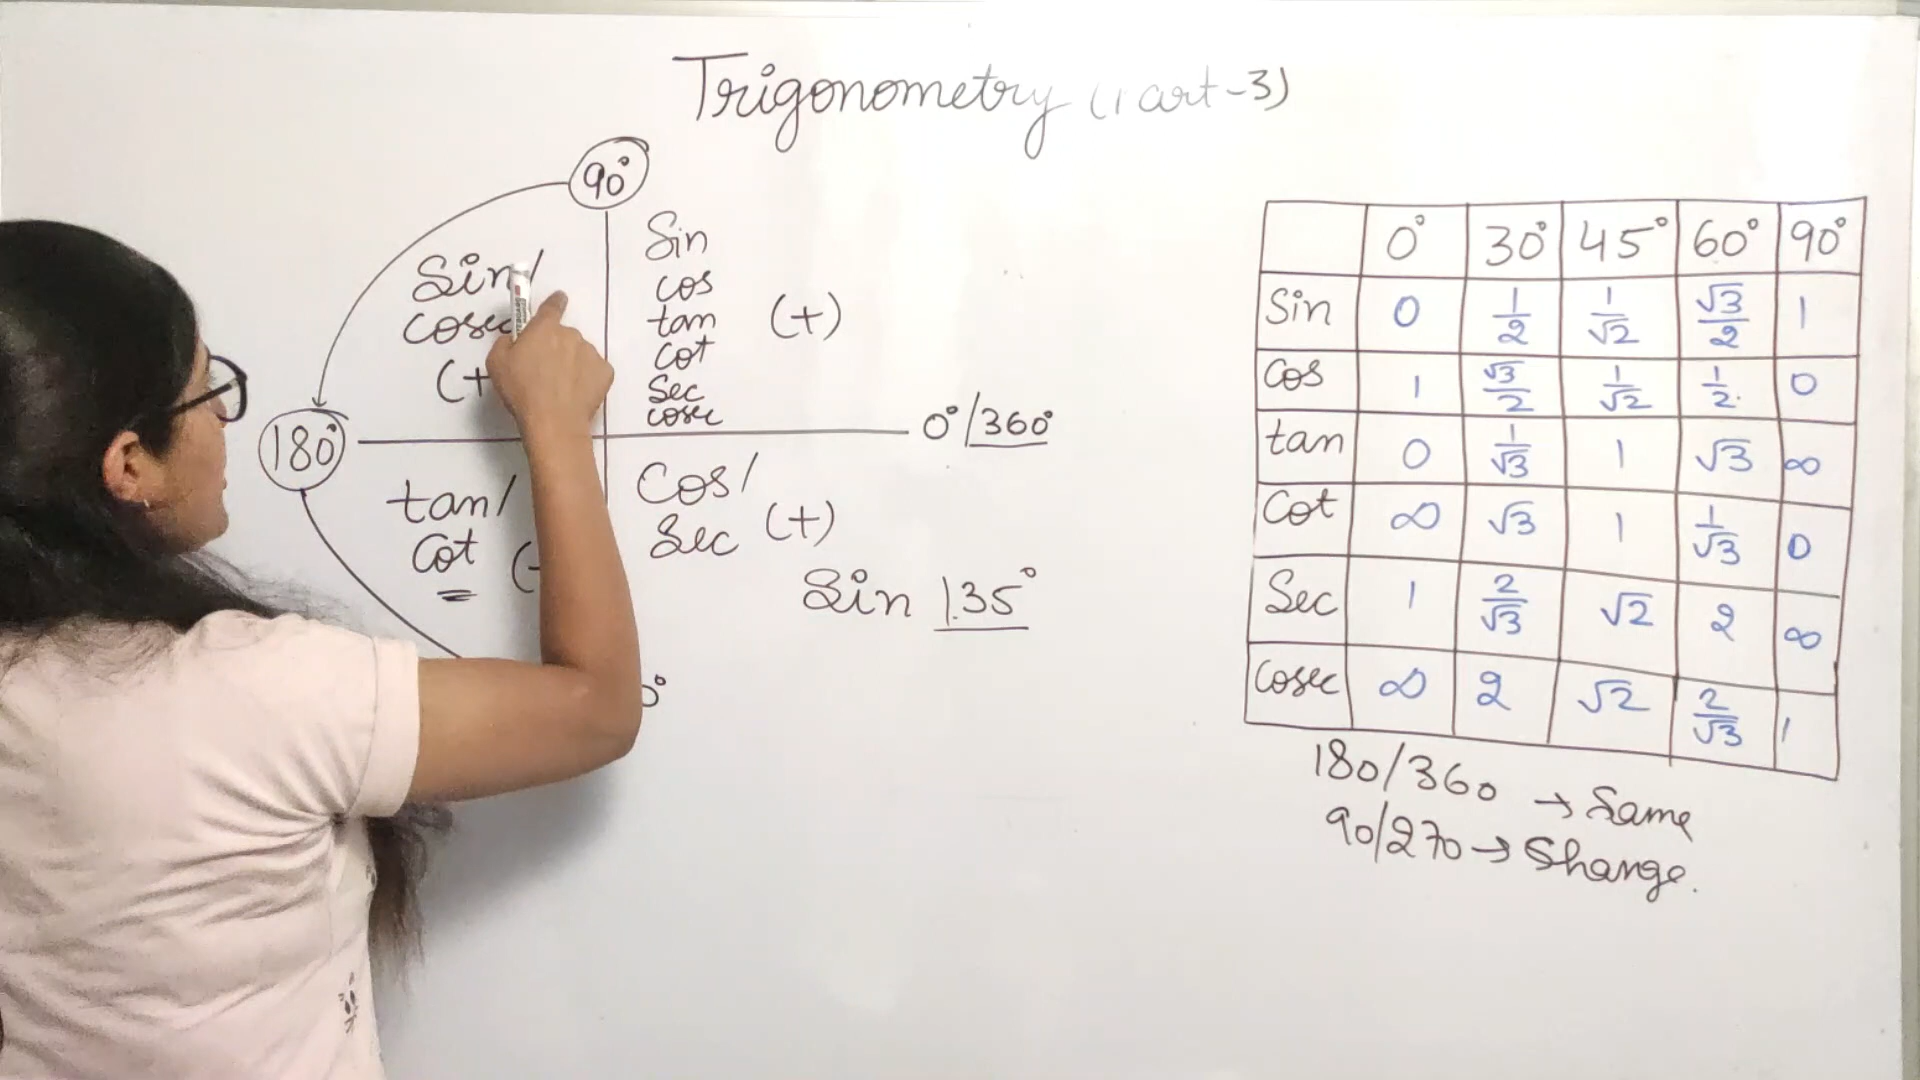 Trigonometry (Part-3)
90°
Sin/
cosec
(+
Sin
cos
tan (+)
cot
Sec
cosec
180°
0°/360°
tan/
Cot (
Cos/
Sec (+)
Sin 135°
0°
0° 30° 45° 60° 90°
Sin 0 1/2 1/√2 √3/2 1
Cos 1 √3/2 1/√2 1/2 0
tan 0 1/√3 1 √3 ∞
Cot ∞ √3 1 1/√3 0
Sec 1 2/√3 √2 2 ∞
Cosec ∞ 2 √2 2/√3 1
180/360 → Same
90/270 → Shange.